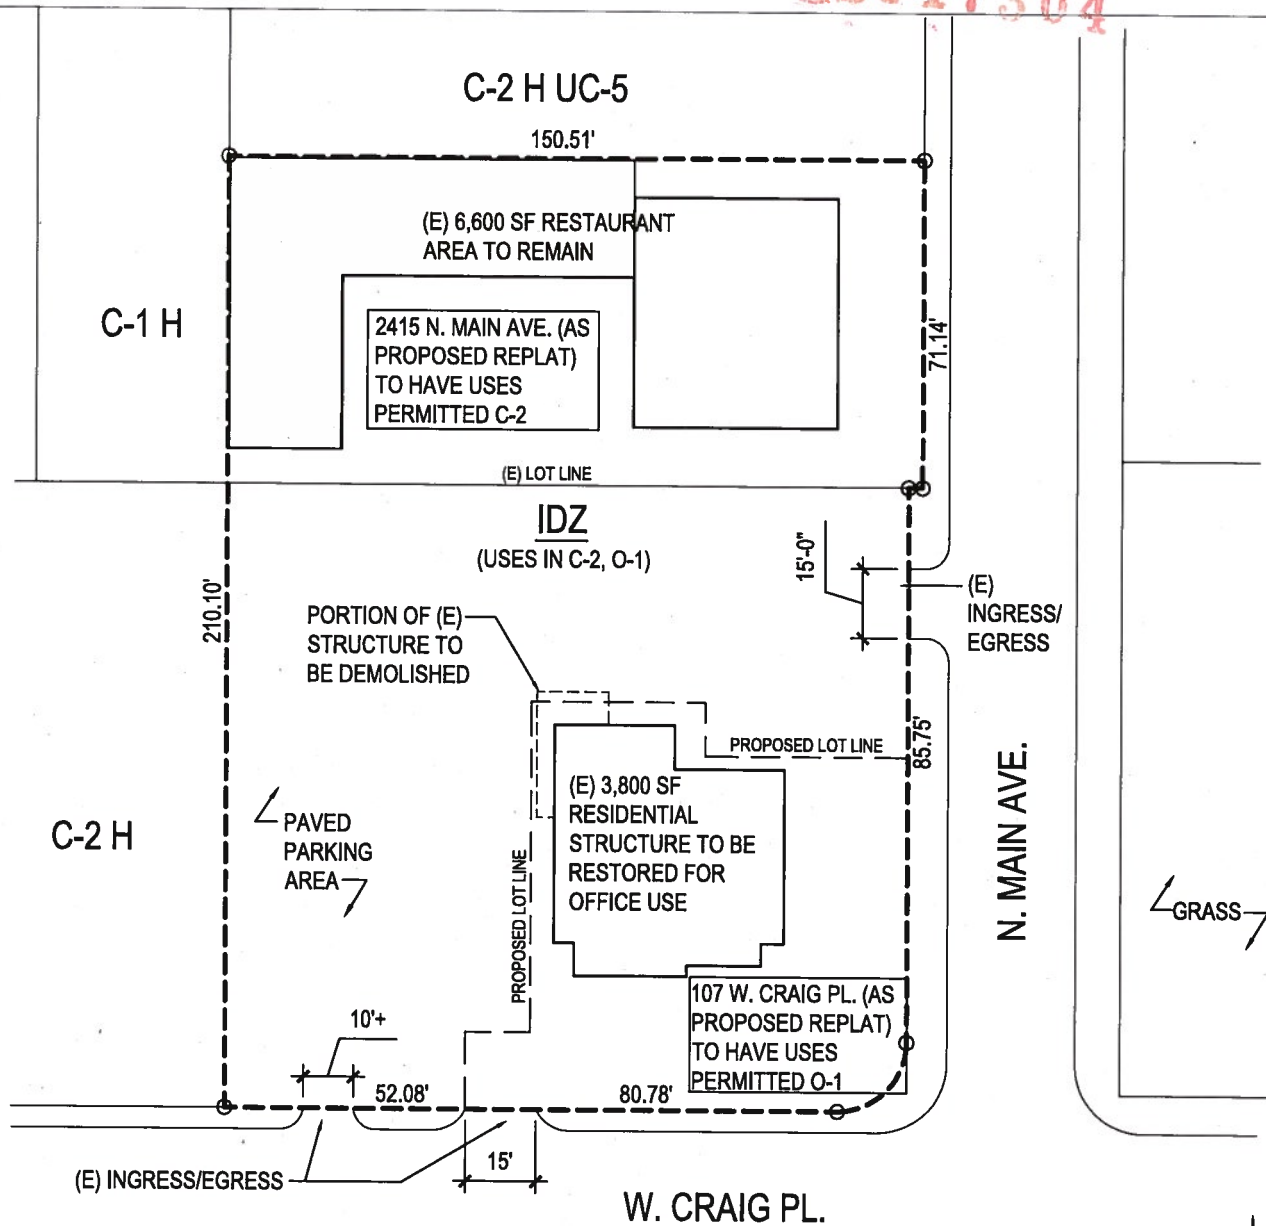 C-2 H UC-5
150.51'
(E) 6,600 SF RESTAURANT
AREA TO REMAIN
C-1 H
2415 N. MAIN AVE. (AS
PROPOSED REPLAT)
TO HAVE USES
PERMITTED C-2
71.14'
(E) LOT LINE
IDZ
(USES IN C-2, O-1)
15'-0"
(E)
INGRESS/
EGRESS
210.10'
PORTION OF (E)
STRUCTURE TO
BE DEMOLISHED
PROPOSED LOT LINE
85.75'
(E) 3,800 SF
RESIDENTIAL
STRUCTURE TO BE
RESTORED FOR
OFFICE USE
C-2 H
PAVED
PARKING
AREA
PROPOSED LOT LINE
N. MAIN AVE.
GRASS
107 W. CRAIG PL. (AS
PROPOSED REPLAT)
TO HAVE USES
PERMITTED O-1
10'+
52.08'
80.78'
15'
(E) INGRESS/EGRESS
W. CRAIG PL.